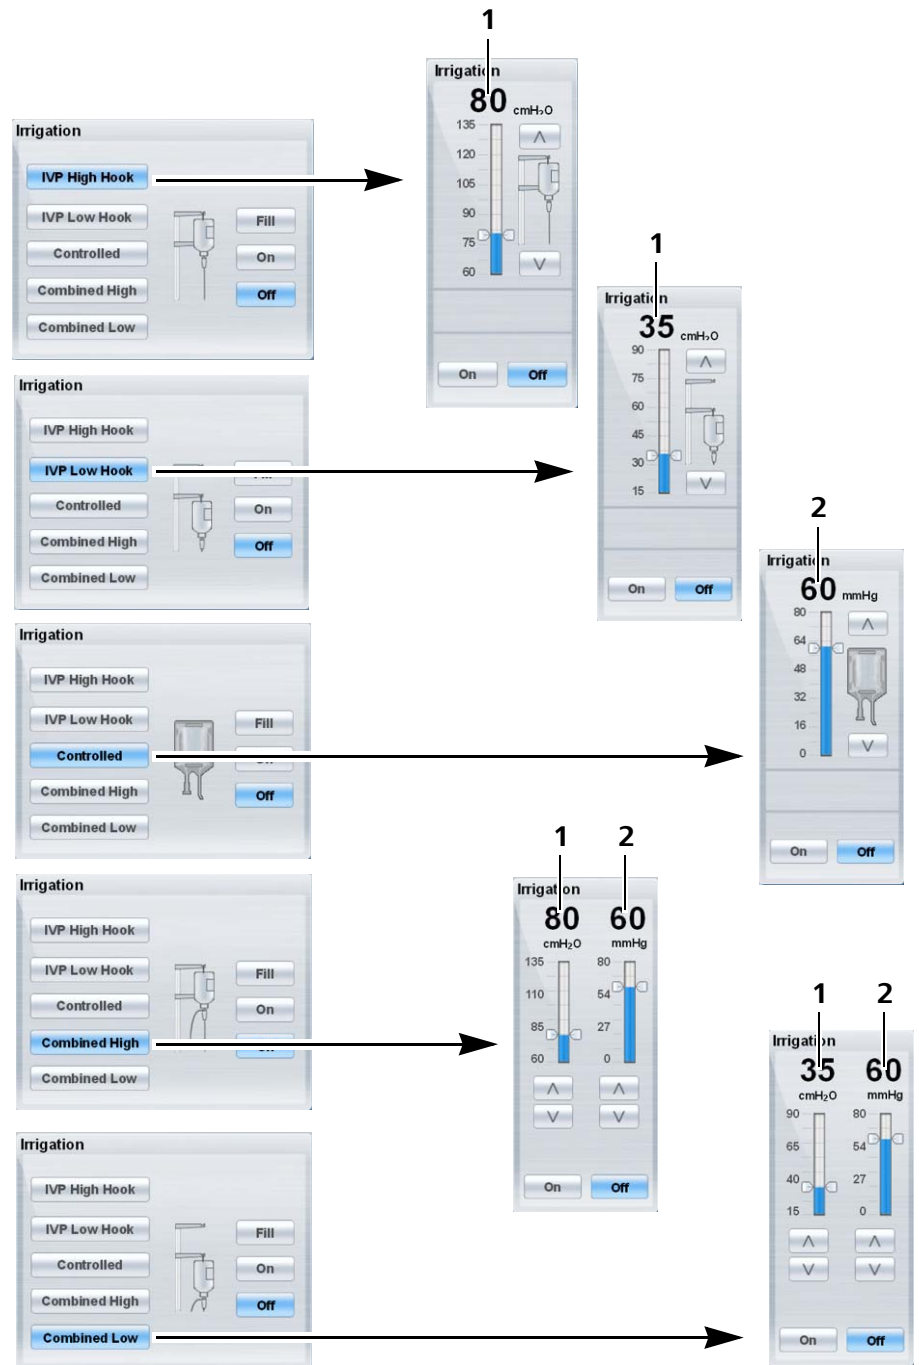 1
Irrigation
80 cmH₂O
135
120
105
90
75
60
On Off
Irrigation
IVP High Hook
IVP Low Hook
Controlled
Combined High
Combined Low
Fill
On
Off
1
Irrigation
35 cmH₂O
90
75
60
45
30
15
On Off
Irrigation
IVP High Hook
IVP Low Hook
Controlled
Combined High
Combined Low
On
Off
2
Irrigation
60 mmHg
80
64
48
32
16
0
On Off
Irrigation
IVP High Hook
IVP Low Hook
Controlled
Combined High
Combined Low
Fill
Off
1 2
Irrigation
80 60
cmH₂O mmHg
135 80
110 54
85 27
60 0
On Off
Irrigation
IVP High Hook
IVP Low Hook
Controlled
Combined High
Combined Low
Fill
On
1 2
Irrigation
35 60
cmH₂O mmHg
90 80
65 54
40 27
15 0
On Off
Irrigation
IVP High Hook
IVP Low Hook
Controlled
Combined High
Combined Low
Fill
On
Off